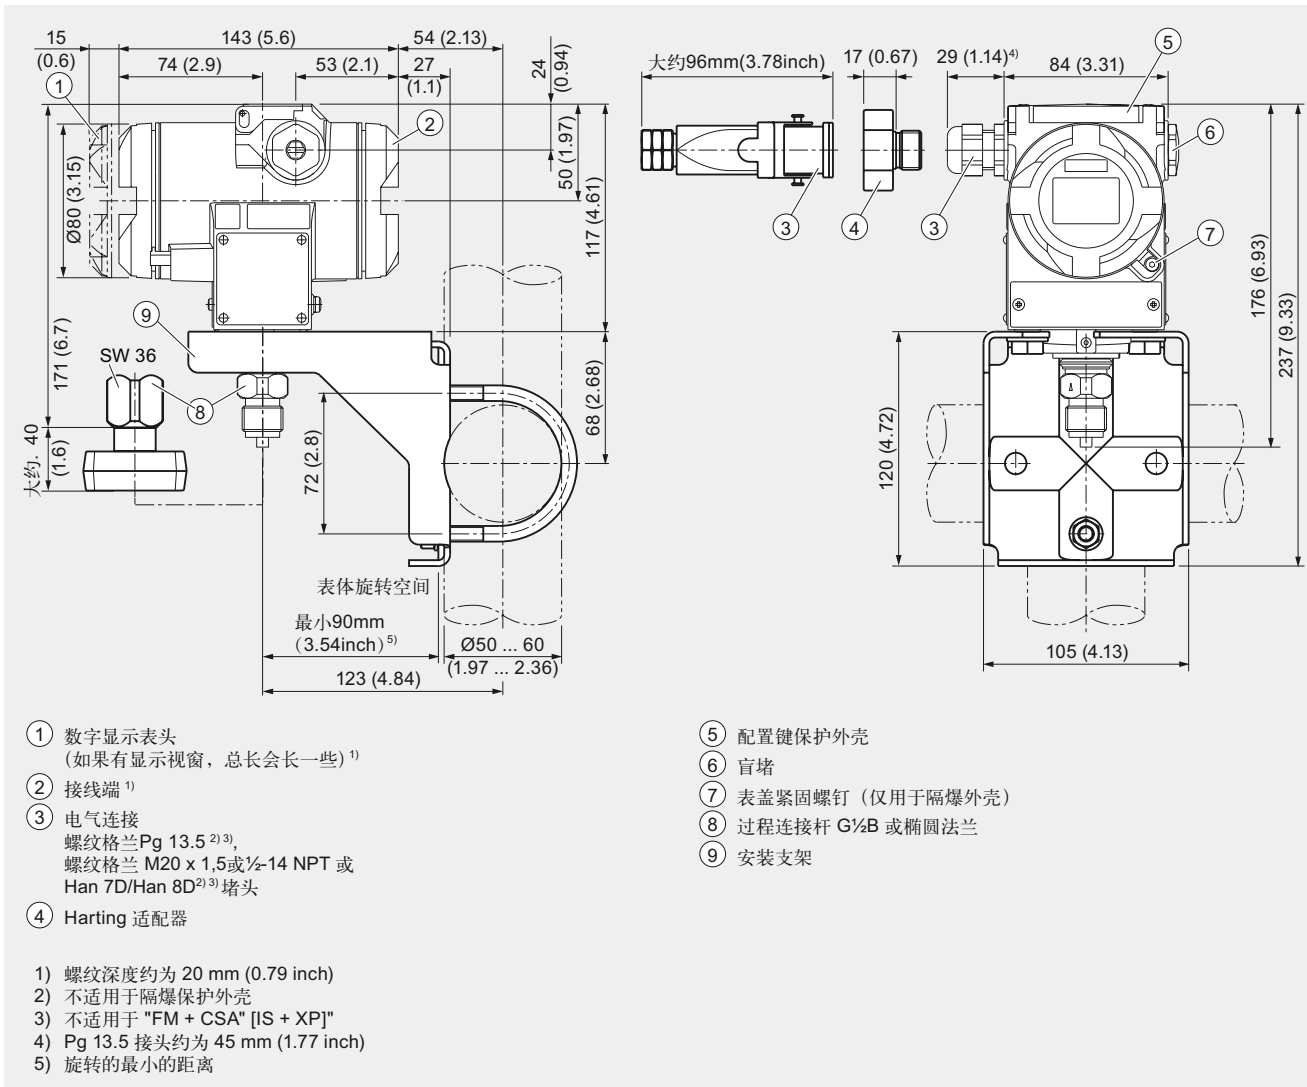 15
(0.6)
143 (5.6)
54 (2.13)
74 (2.9)
53 (2.1)
27
(1.1)
24
(0.94)
1
2
Ø80 (3.15)
50 (1.97)
117 (4.61)
171 (6.7)
9
SW 36
8
大约. 40
(1.6)
72 (2.8)
68 (2.68)
表体旋转空间
最小90mm
(3.54inch) 5)
Ø50 ... 60
(1.97 ... 2.36)
123 (4.84)
大约96mm(3.78inch)
17 (0.67)
29 (1.14) 4)
84 (3.31)
5
6
3
4
3
7
176 (6.93)
237 (9.33)
120 (4.72)
105 (4.13)
1 数字显示表头
(如果有显示视窗，总长会长一些) 1)
2 接线端 1)
3 电气连接
螺纹格兰Pg 13.5 2) 3),
螺纹格兰 M20 x 1,5或½-14 NPT 或
Han 7D/Han 8D2) 3) 堵头
4 Harting 适配器
5 配置键保护外壳
6 盲堵
7 表盖紧固螺钉（仅用于隔爆外壳）
8 过程连接杆 G½B 或椭圆法兰
9 安装支架
1) 螺纹深度约为 20 mm (0.79 inch)
2) 不适用于隔爆保护外壳
3) 不适用于 "FM + CSA" [IS + XP]"
4) Pg 13.5 接头约为 45 mm (1.77 inch)
5) 旋转的最小的距离